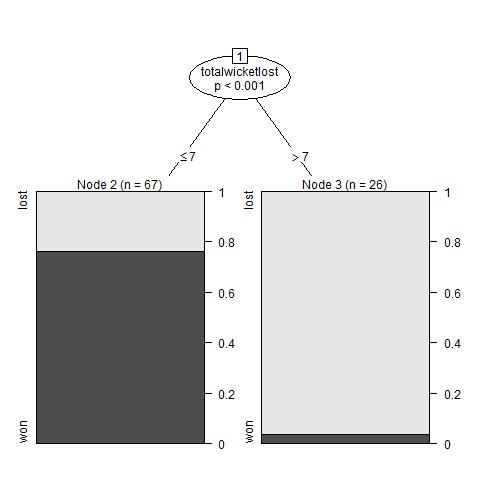 1
totalwicketlost
p < 0.001
≤ 7
> 7
Node 2 (n = 67)
Node 3 (n = 26)
lost
won
1
0.8
0.6
0.4
0.2
0
lost
won
1
0.8
0.6
0.4
0.2
0